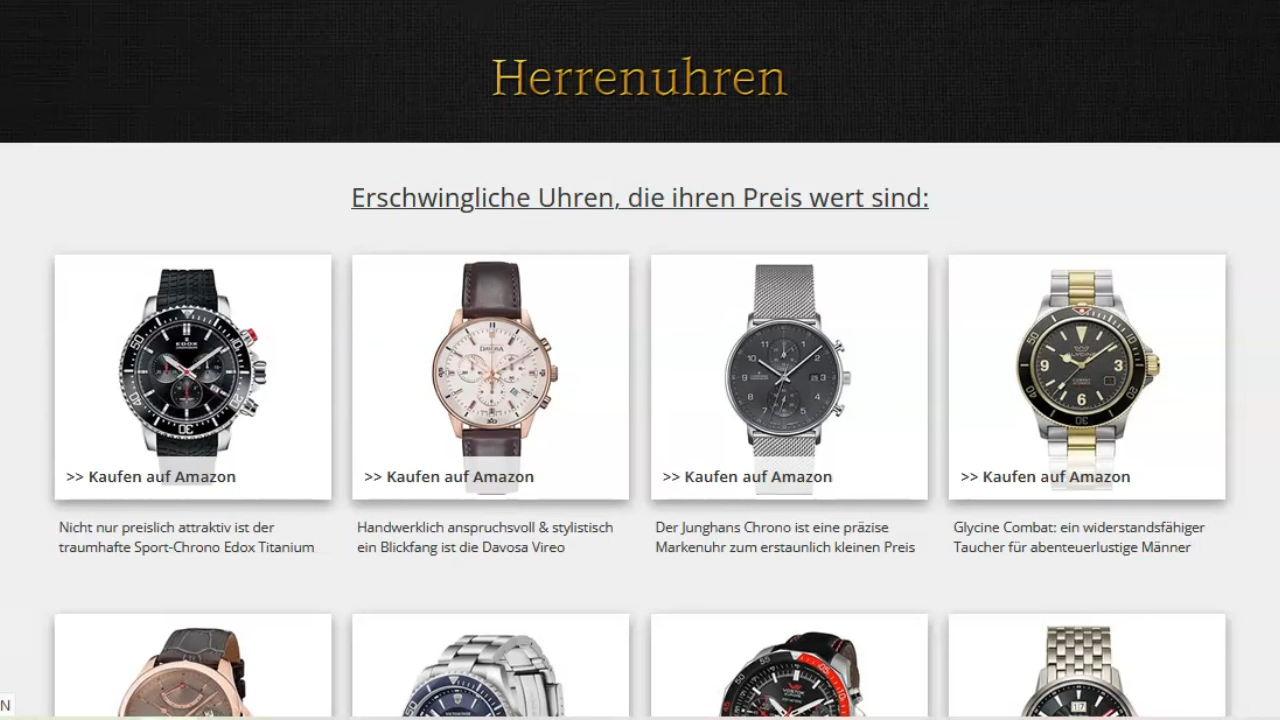 Herrenuhren
Erschwingliche Uhren, die ihren Preis wert sind:
>> Kaufen auf Amazon
>> Kaufen auf Amazon
>> Kaufen auf Amazon
>> Kaufen auf Amazon
Nicht nur preislich attraktiv ist der
traumhafte Sport-Chrono Edox Titanium
Handwerklich anspruchsvoll & stylistisch
ein Blickfang ist die Davosa Vireo
Der Junghans Chrono ist eine präzise
Markenuhr zum erstaunlich kleinen Preis
Glycine Combat: ein widerstandsfähiger
Taucher für abenteuerlustige Männer
N